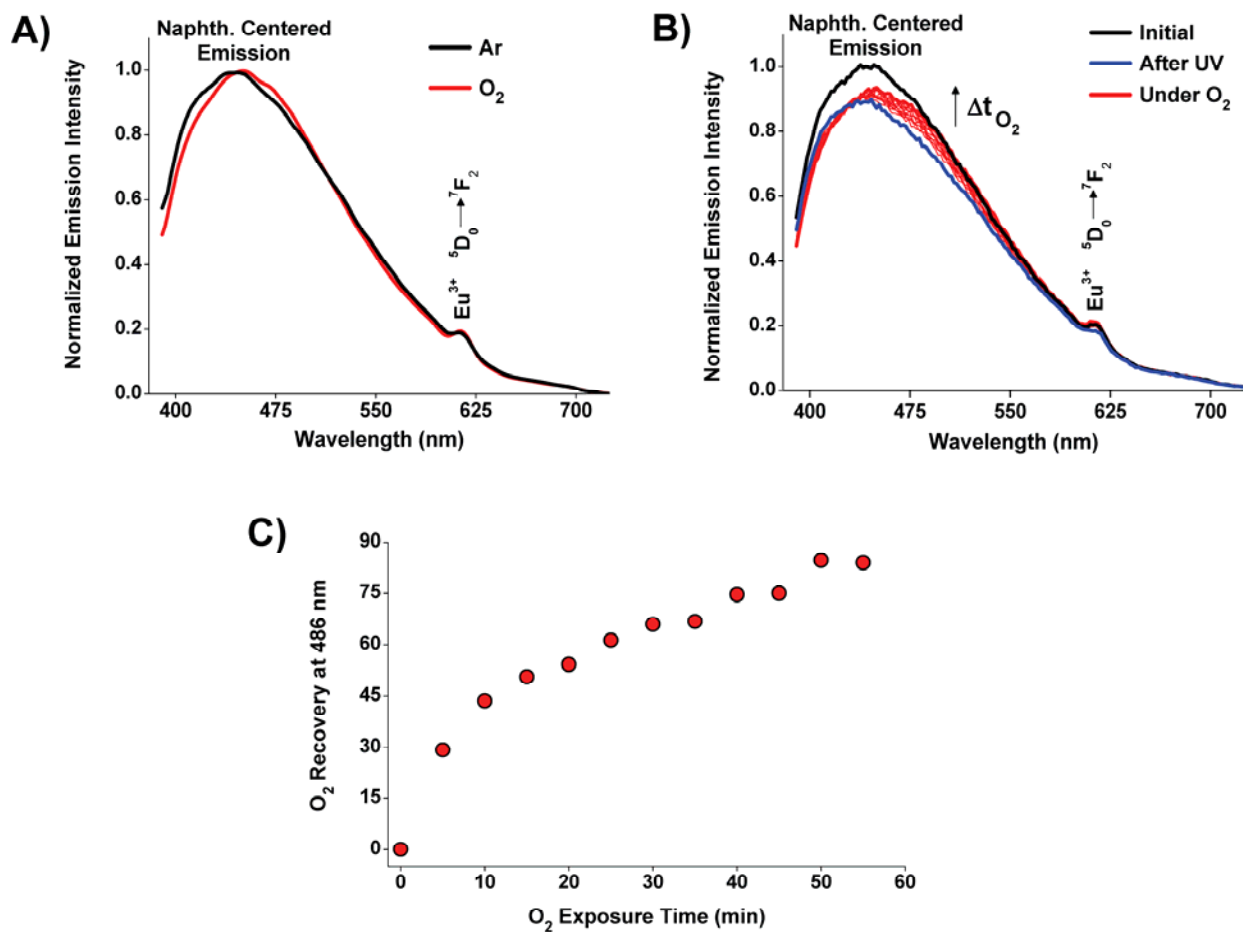 A)
Naphth. Centered
Emission
Ar
O₂
Normalized Emission Intensity
1.0
0.8
0.6
0.4
0.2
0.0
Eu³⁺ ⁵D₀ → ⁷F₂
400
475
550
625
700
Wavelength (nm)
B)
Naphth. Centered
Emission
Initial
After UV
Under O₂
Δt O₂
Normalized Emission Intensity
1.0
0.8
0.6
0.4
0.2
0.0
Eu³⁺ ⁵D₀ → ⁷F₂
400
475
550
625
700
Wavelength (nm)
C)
O₂ Recovery at 486 nm
90
75
60
45
30
15
0
0
10
20
30
40
50
60
O₂ Exposure Time (min)